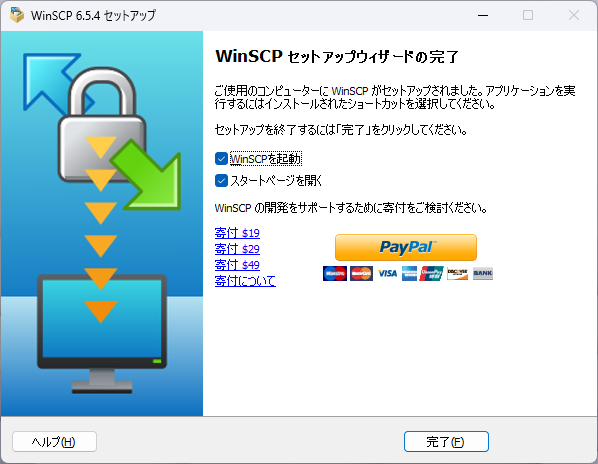 WinSCP 6.5.4 セットアップ
WinSCP セットアップウィザードの完了
ご使用のコンピューターに WinSCP がセットアップされました。アプリケーションを実
行するにはインストールされたショートカットを選択してください。
セットアップを終了するには「完了」をクリックしてください。
WinSCPを起動
スタートページを開く
WinSCP の開発をサポートするために寄付をご検討ください。
寄付 $19
寄付 $29
寄付 $49
寄付について
PayPal
VISA
DISCOVER
BANK
ヘルプ(H)
完了(F)